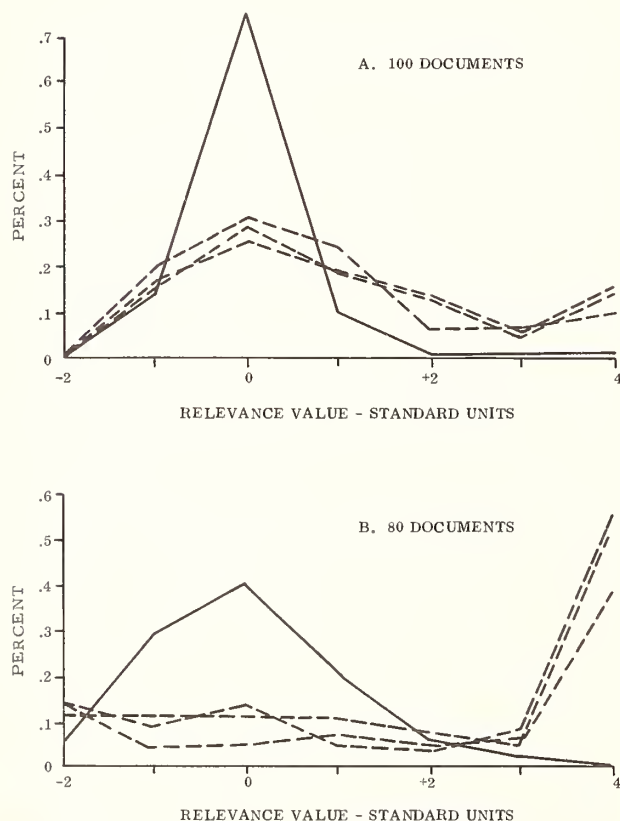 A. 100 DOCUMENTS
.7
.6
.5
.4
.3
.2
.1
0
PERCENT
-2 0 +2 4
RELEVANCE VALUE - STANDARD UNITS
B. 80 DOCUMENTS
.6
.5
.4
.3
.2
.1
0
PERCENT
-2 0 +2 4
RELEVANCE VALUE - STANDARD UNITS